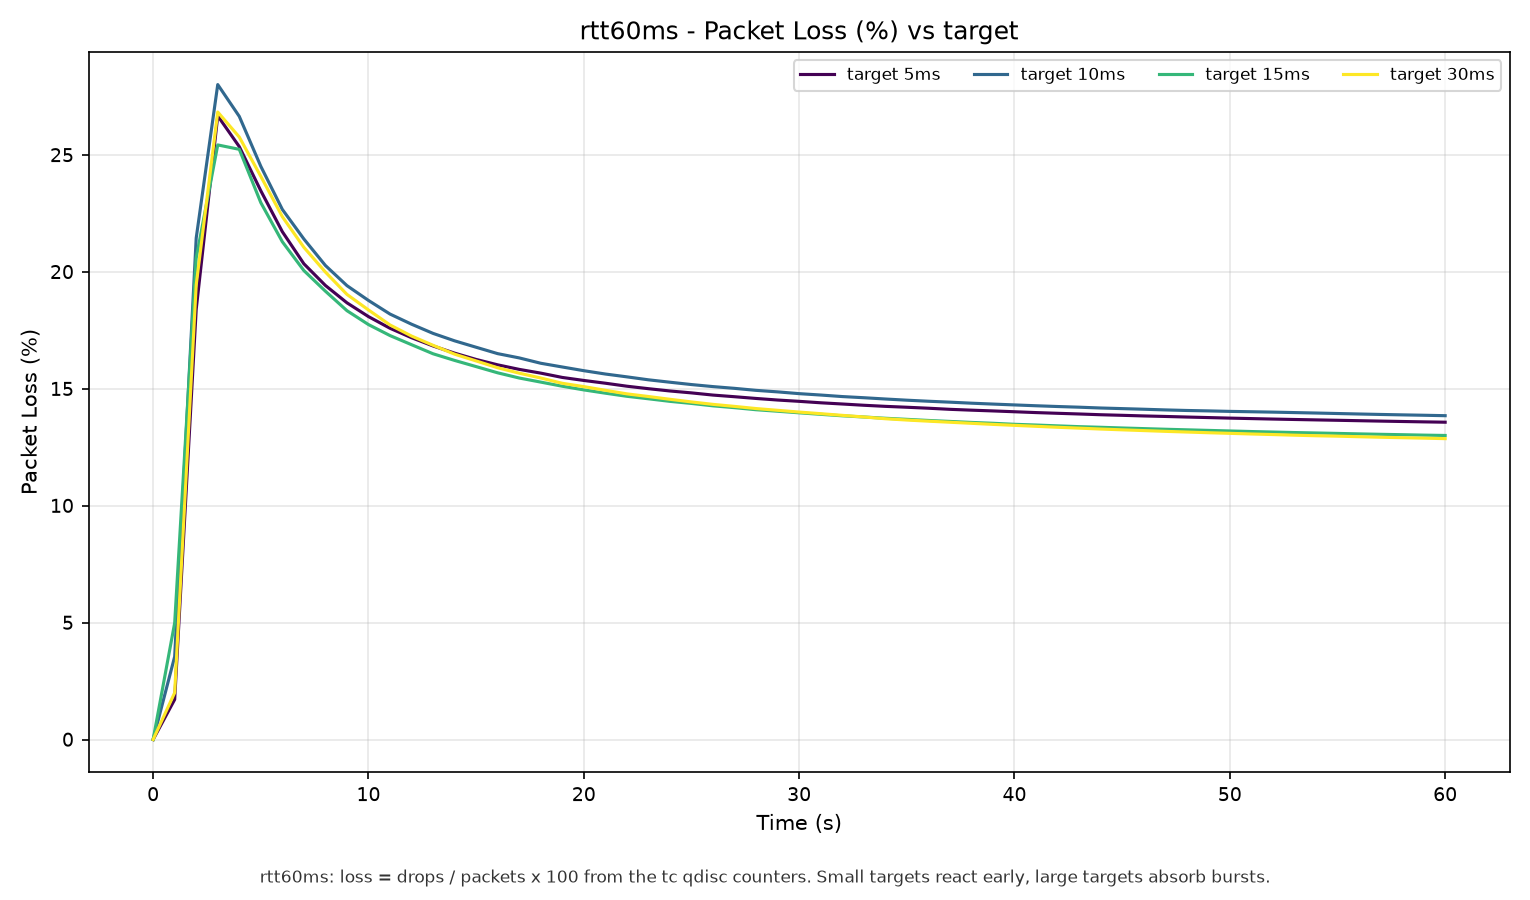 rtt60ms - Packet Loss (%) vs target
target 5ms target 10ms target 15ms target 30ms
Packet Loss (%)
25
20
15
10
5
0
0 10 20 30 40 50 60
Time (s)
rtt60ms: loss = drops / packets x 100 from the tc qdisc counters. Small targets react early, large targets absorb bursts.